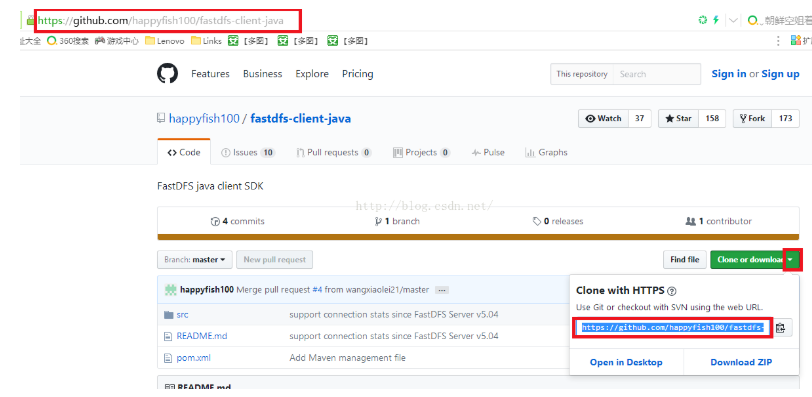 https://github.com/happyfish100/fastdfs-client-java
朝鲜空姐看
址大全 360搜索 游戏中心 Lenovo Links 【多图】 【多图】 【多图】 扩
Features Business Explore Pricing This repository Search Sign in or Sign up
happyfish100 / fastdfs-client-java Watch 37 Star 158 Fork 173
Code Issues 10 Pull requests 0 Projects 0 Pulse Graphs
FastDFS java client SDK
http://blog.csdn.net/
4 commits 1 branch 0 releases 1 contributor
Branch: master New pull request Find file Clone or download
happyfish100 Merge pull request #4 from wangxiaolei21/master ...
Clone with HTTPS
Use Git or checkout with SVN using the web URL.
https://github.com/happyfish100/fastdfs-
src support connection stats since FastDFS Server v5.04
README.md support connection stats since FastDFS Server v5.04
pom.xml Add Maven management file
Open in Desktop Download ZIP
README.md